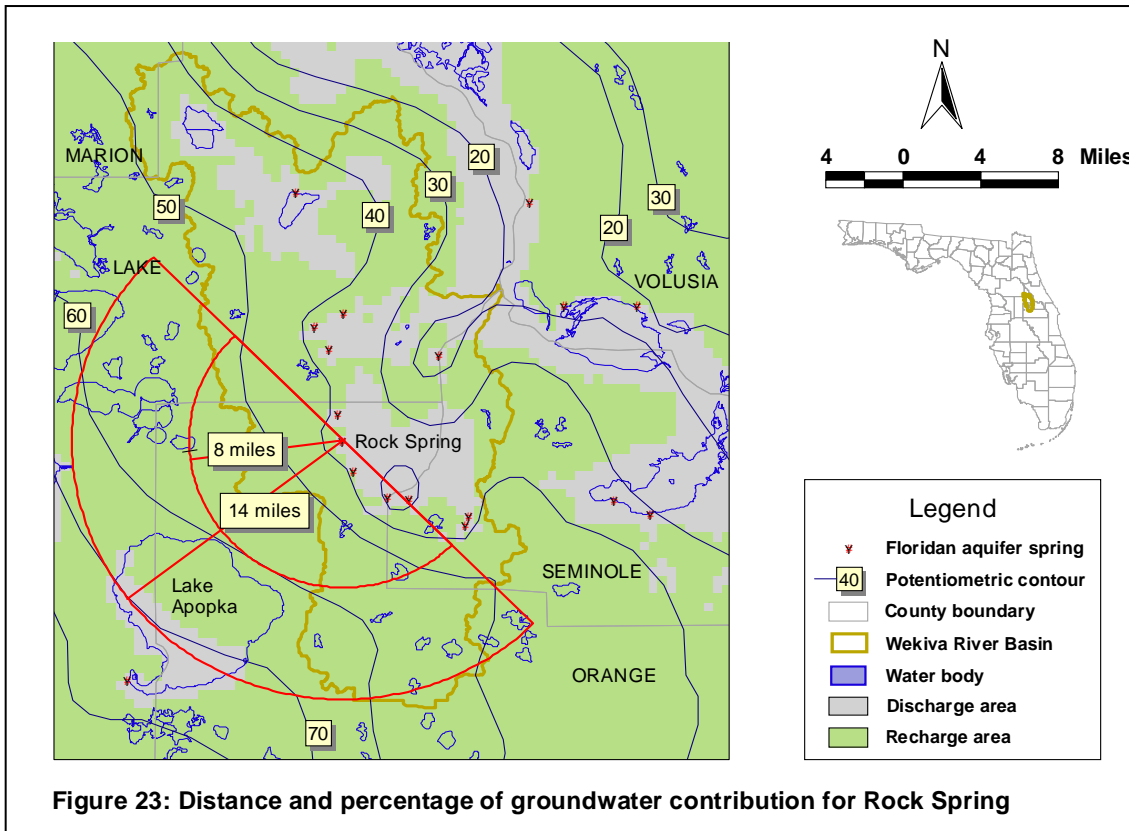 N
4 0 4 8 Miles
MARION
20
30
50
40
30
20
LAKE
VOLUSIA
60
Rock Spring
8 miles
14 miles
SEMINOLE
Lake
Apopka
ORANGE
70
Legend
Floridan aquifer spring
40 Potentiometric contour
County boundary
Wekiva River Basin
Water body
Discharge area
Recharge area
Figure 23: Distance and percentage of groundwater contribution for Rock Spring